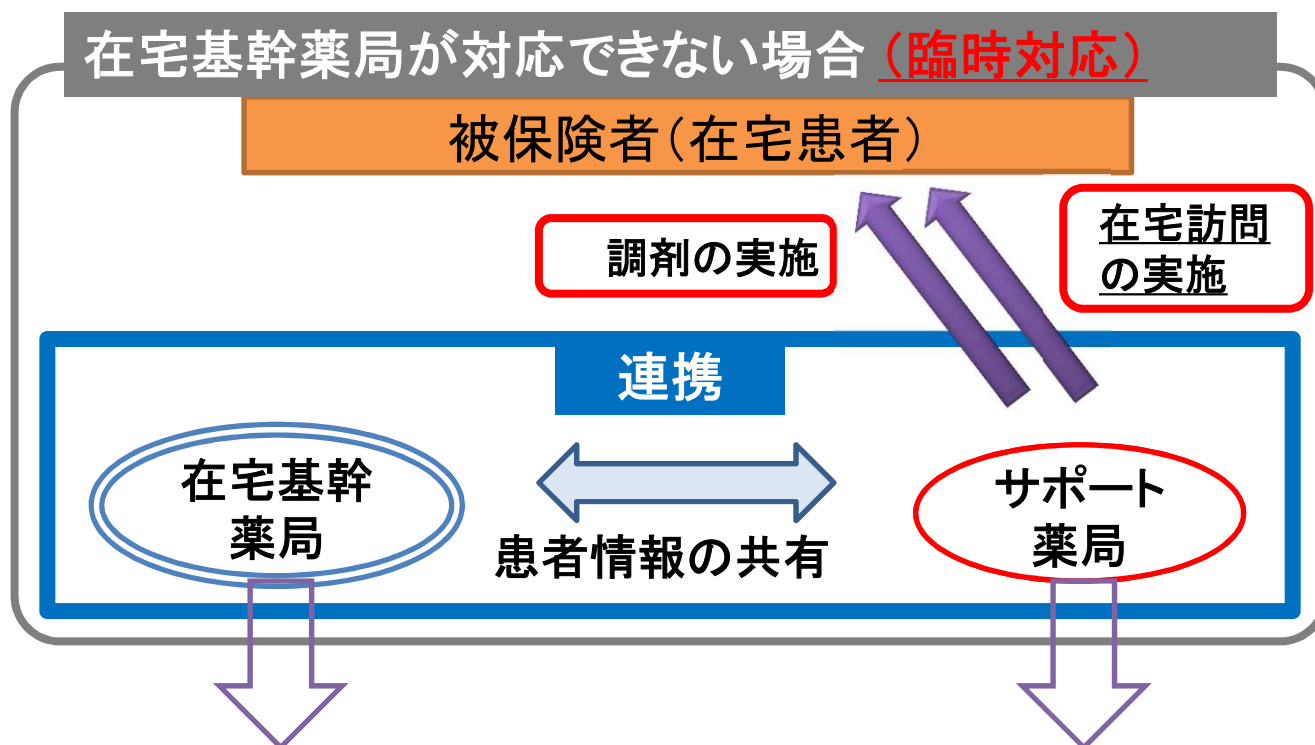 在宅基幹薬局が対応できない場合（臨時対応）
被保険者（在宅患者）
調剤の実施
在宅訪問
の実施
連携
在宅基幹
薬局
患者情報の共有
サポート
薬局